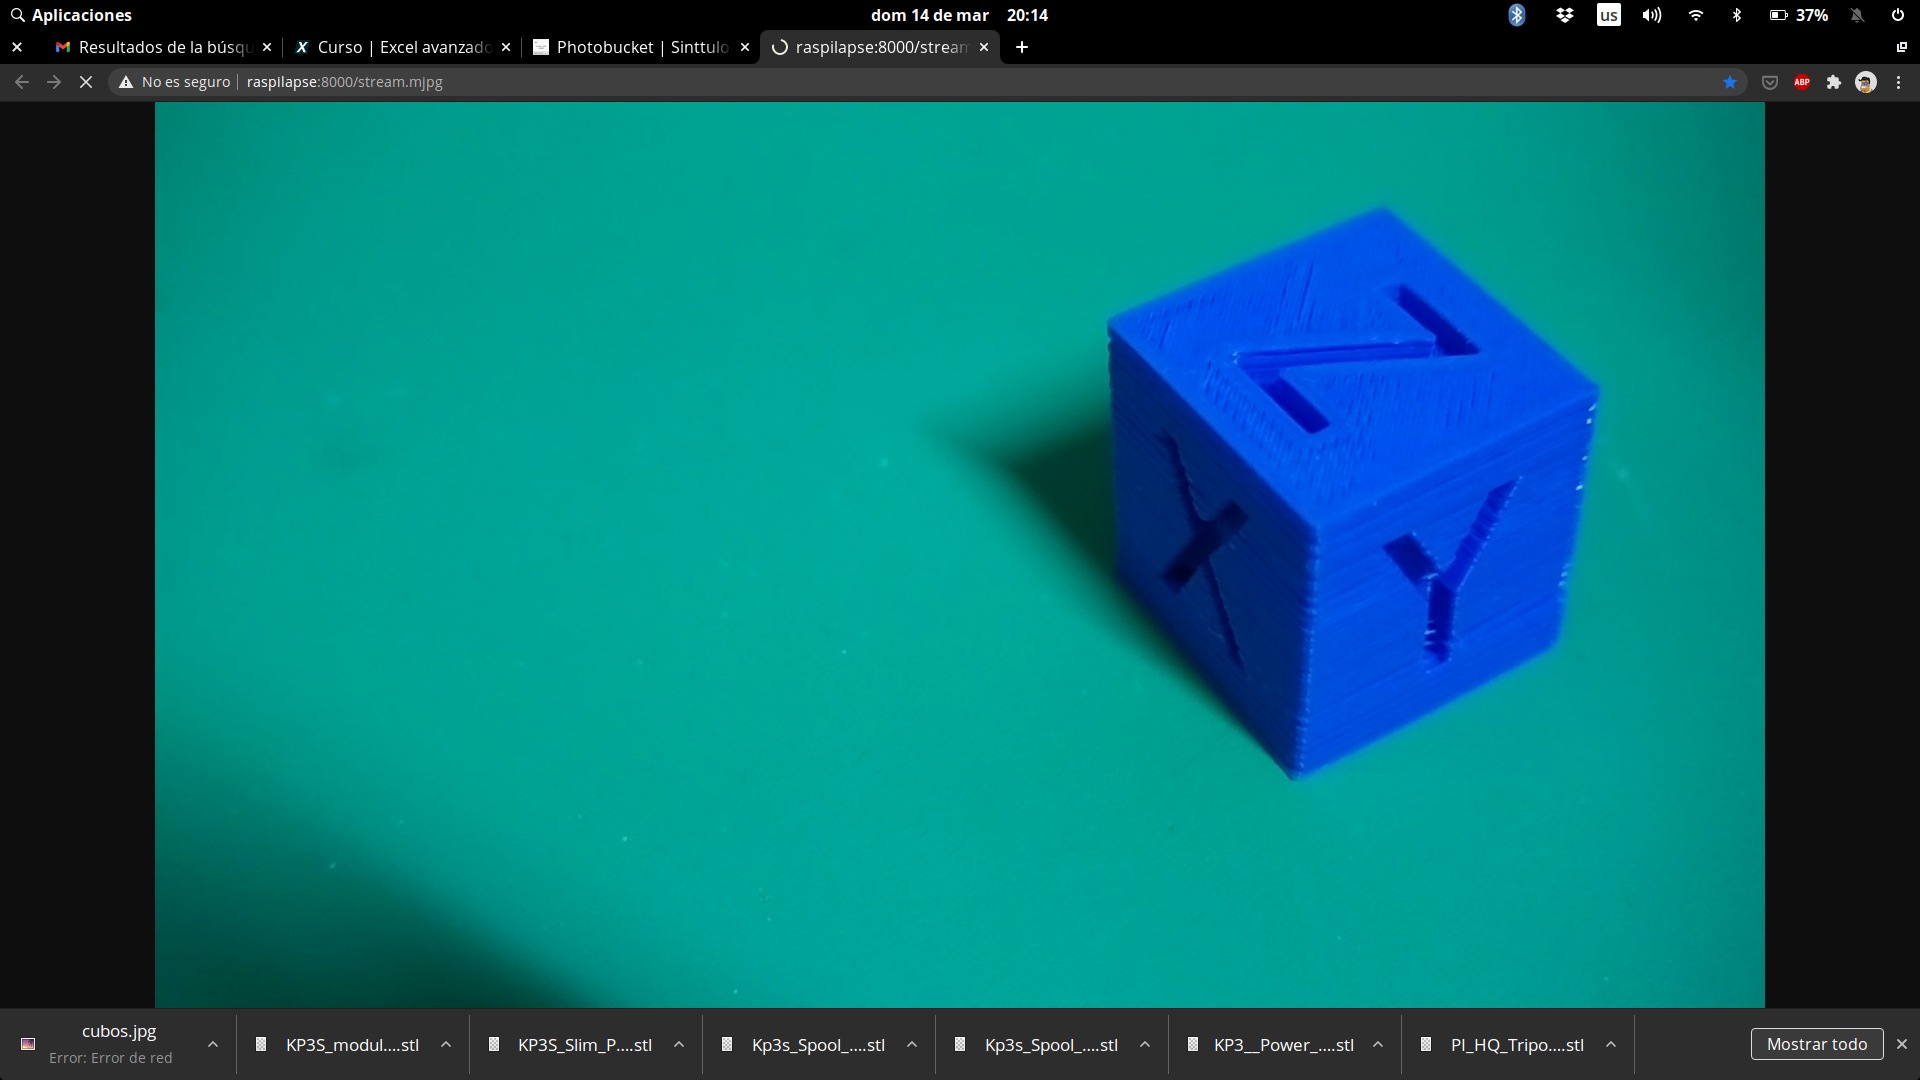 Aplicaciones
dom 14 de mar 20:14
us
37%
Resultados de la búsqu
Curso | Excel avanzado
Photobucket | Sinttulo
raspilapse:8000/stream
No es seguro
raspilapse:8000/stream.mjpg
ABP
Z
X
Y
cubos.jpg
Error: Error de red
KP3S_modul....stl
KP3S_Slim_P....stl
Kp3s_Spool_....stl
Kp3s_Spool_....stl
KP3__Power_....stl
PI_HQ_Tripo....stl
Mostrar todo